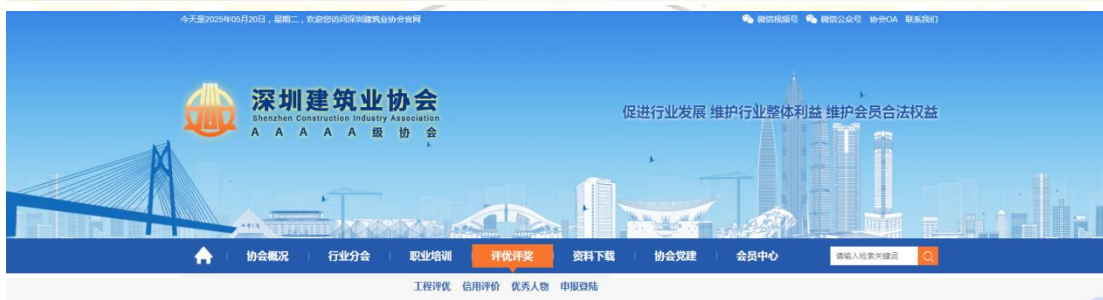 今天是2025年05月20日，星期二，欢迎您访问深圳建筑业协会官网
微信视频号 微信公众号 协会OA 联系我们
深圳建筑业协会
Shenzhen Construction Industry Association
AAAAA级协会
促进行业发展 维护行业整体利益 维护会员合法权益
协会概况 行业分会 职业培训 评优评奖 资料下载 协会党建 会员中心 请输入检索关键词
工程评优 信用评价 优秀人物 申报登陆